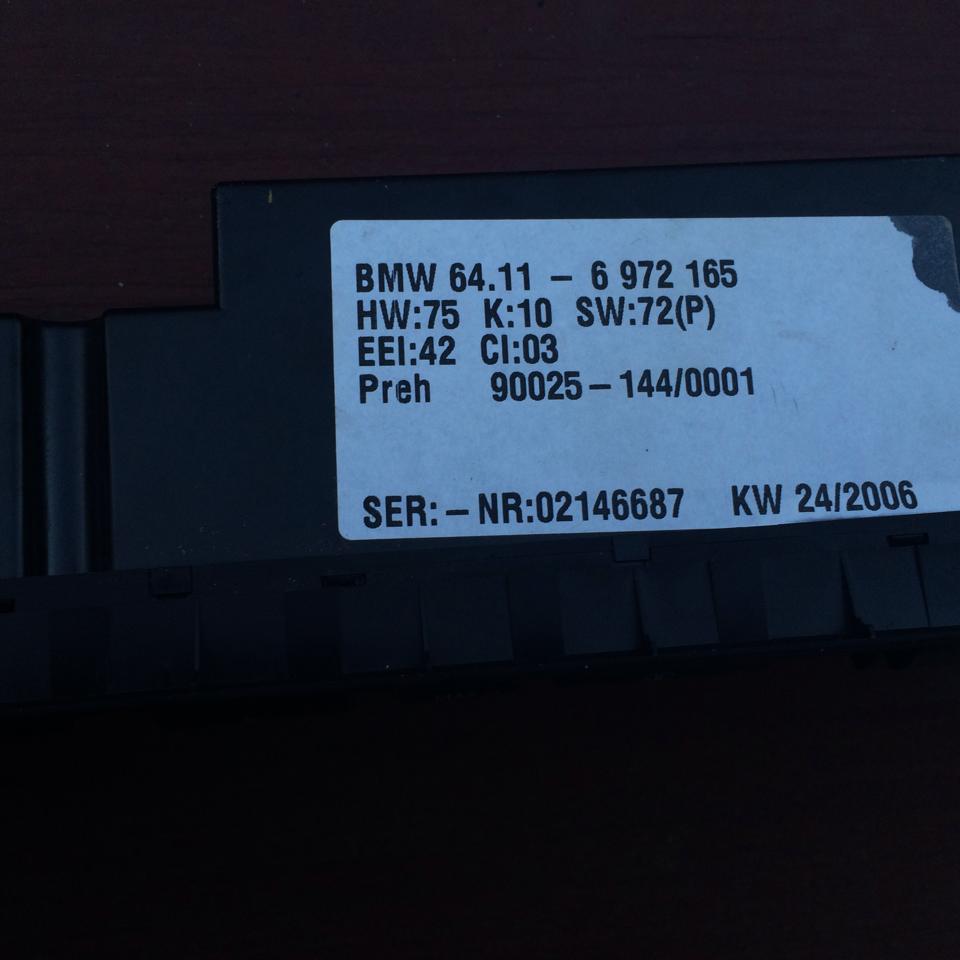 BMW 64.11 – 6 972 165
HW:75 K:10 SW:72(P)
EEI:42 CI:03
Preh 90025–144/0001
SER:–NR:02146687 KW 24/2006